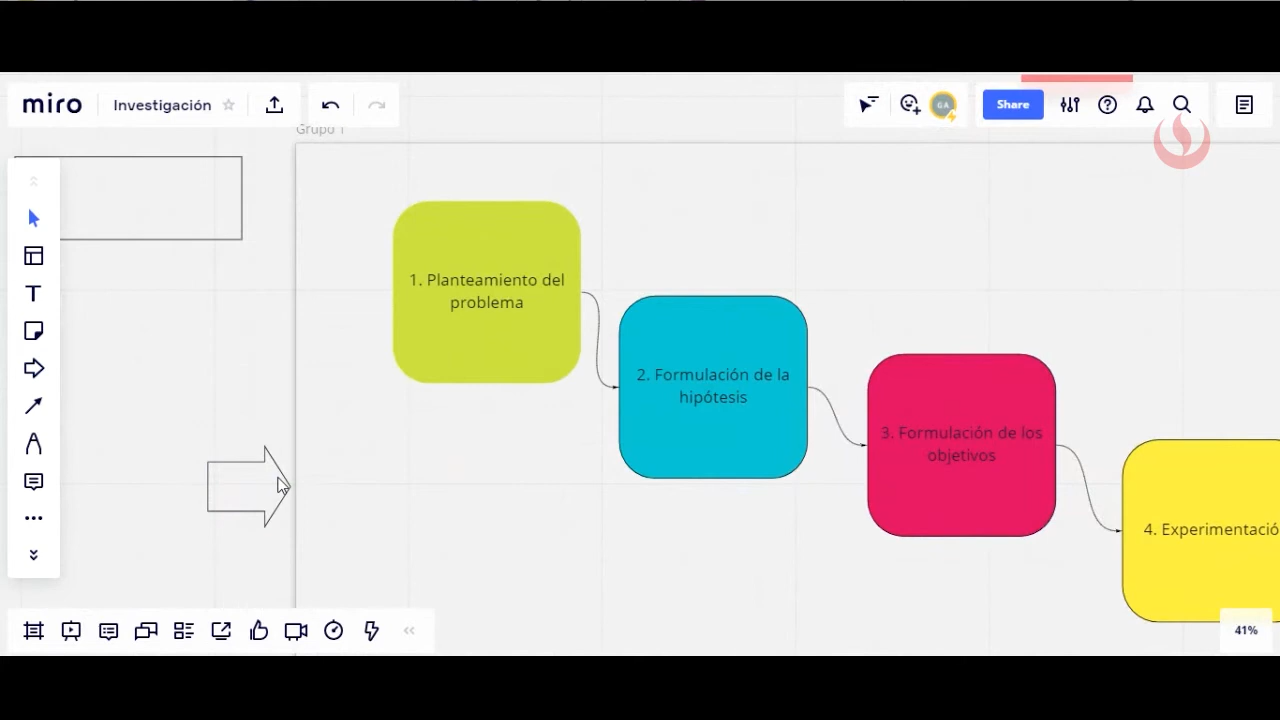 miro
Investigación
GA
Share
Grupo 1
1. Planteamiento del
problema
2. Formulación de la
hipótesis
3. Formulación de los
objetivos
4. Experimentació
41%